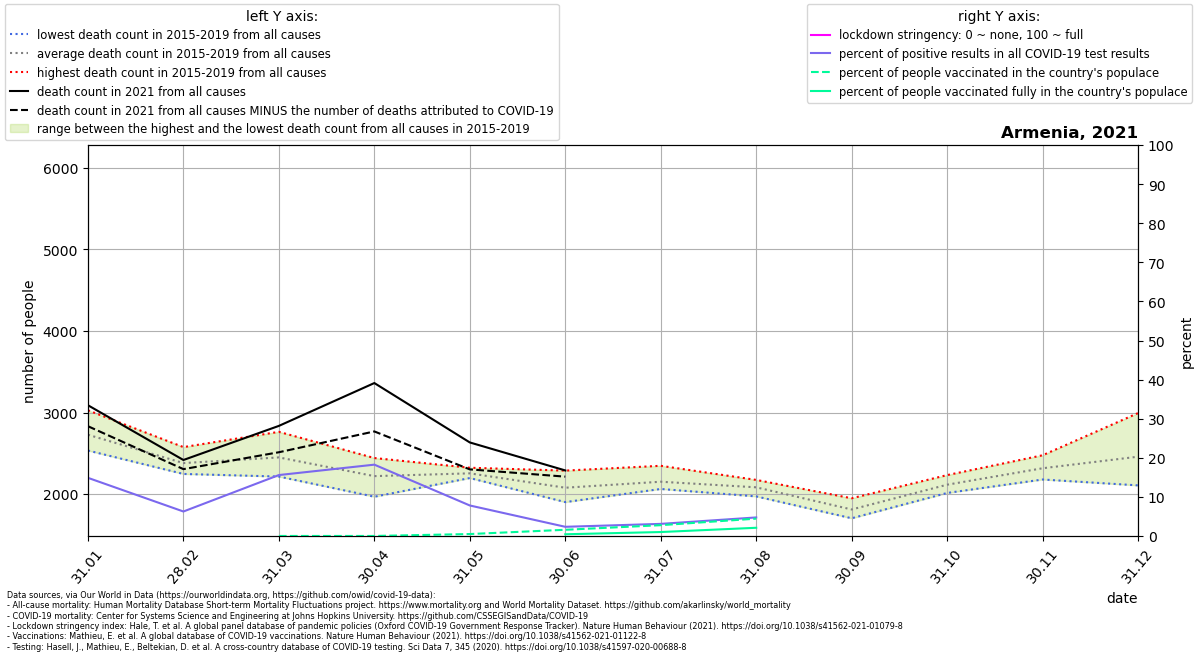 left Y axis:
lowest death count in 2015-2019 from all causes
average death count in 2015-2019 from all causes
highest death count in 2015-2019 from all causes
death count in 2021 from all causes
death count in 2021 from all causes MINUS the number of deaths attributed to COVID-19
range between the highest and the lowest death count from all causes in 2015-2019
right Y axis:
lockdown stringency: 0 ~ none, 100 ~ full
percent of positive results in all COVID-19 test results
percent of people vaccinated in the country's populace
percent of people vaccinated fully in the country's populace
Armenia, 2021
number of people
6000
5000
4000
3000
2000
100
90
80
70
60
50
40
30
20
10
0
percent
31.01
28.02
31.03
30.04
31.05
30.06
31.07
31.08
30.09
31.10
30.11
31.12
date
Data sources, via Our World in Data (https://ourworldindata.org, https://github.com/owid/covid-19-data):
- All-cause mortality: Human Mortality Database Short-term Mortality Fluctuations project. https://www.mortality.org and World Mortality Dataset. https://github.com/akarlinsky/world_mortality
- COVID-19 mortality: Center for Systems Science and Engineering at Johns Hopkins University. https://github.com/CSSEGISandData/COVID-19
- Lockdown stringency index: Hale, T. et al. A global panel database of pandemic policies (Oxford COVID-19 Government Response Tracker). Nature Human Behaviour (2021). https://doi.org/10.1038/s41562-021-01079-8
- Vaccinations: Mathieu, E. et al. A global database of COVID-19 vaccinations. Nature Human Behaviour (2021). https://doi.org/10.1038/s41562-021-01122-8
- Testing: Hasell, J., Mathieu, E., Beltekian, D. et al. A cross-country database of COVID-19 testing. Sci Data 7, 345 (2020). https://doi.org/10.1038/s41597-020-00688-8